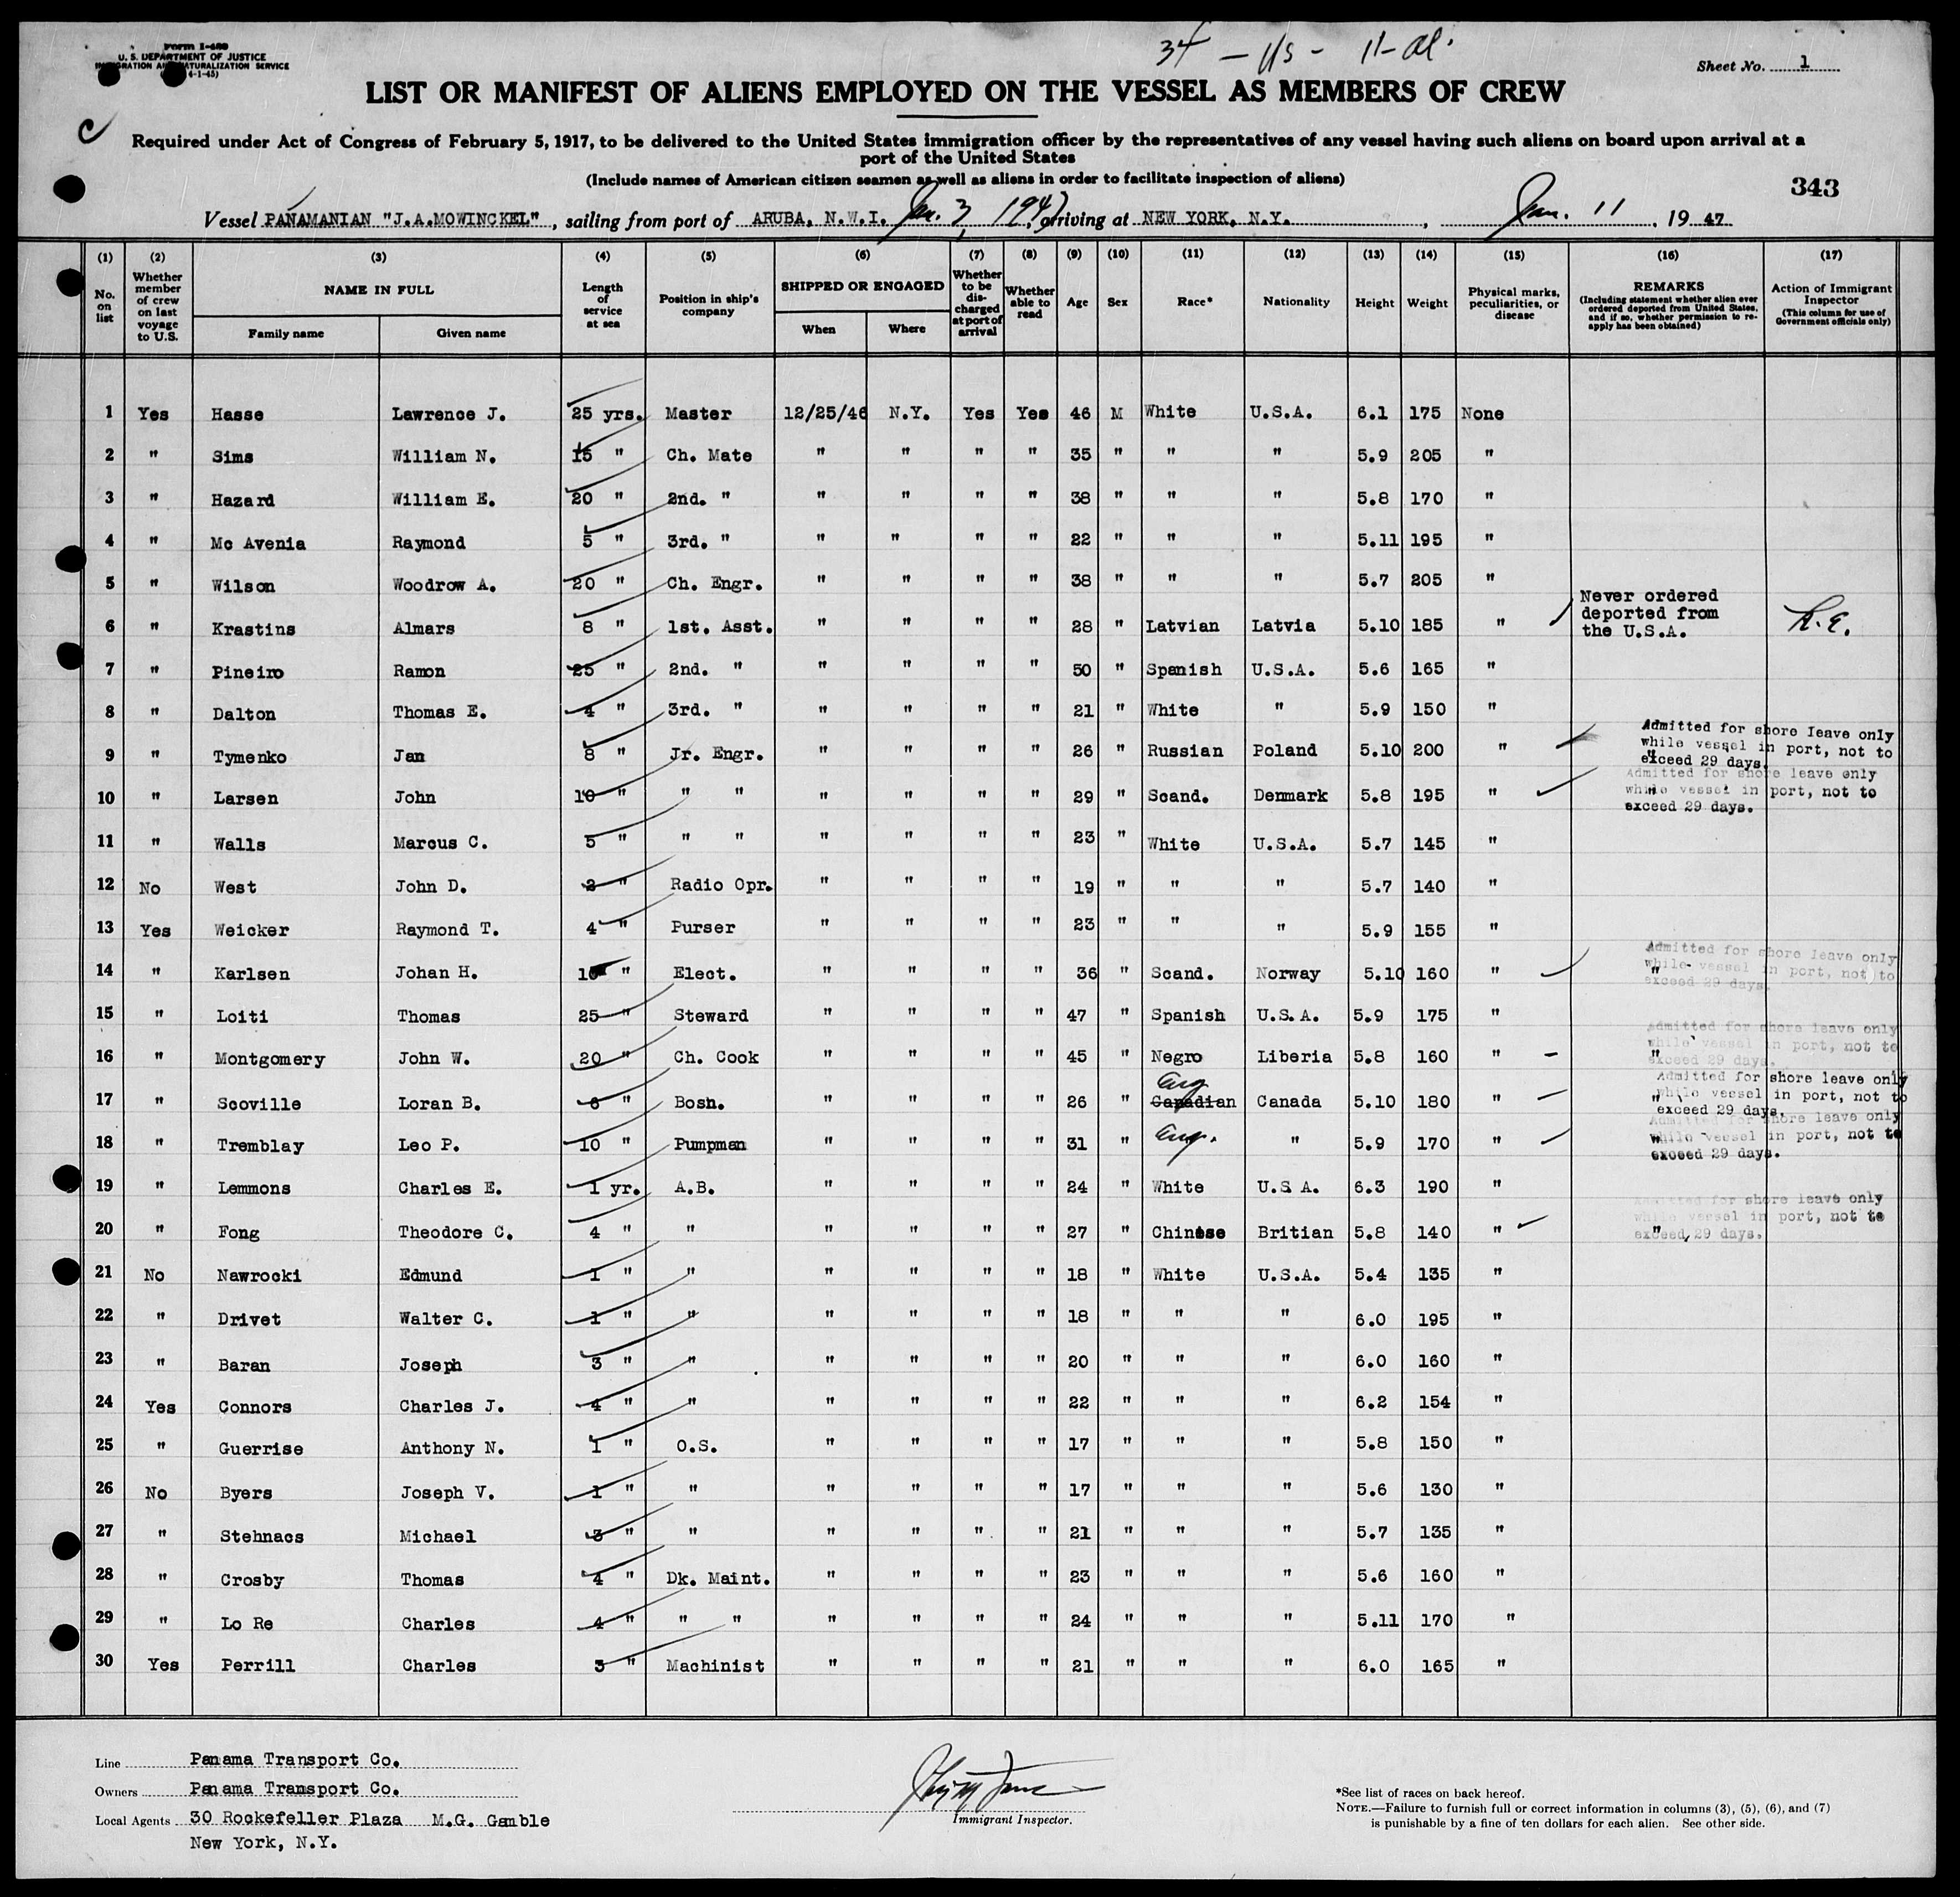 Form I-480
U. S. DEPARTMENT OF JUSTICE
IMMIGRATION AND NATURALIZATION SERVICE
4-1-45)
34 - US - 11-Al.
Sheet No. 1
LIST OR MANIFEST OF ALIENS EMPLOYED ON THE VESSEL AS MEMBERS OF CREW
Required under Act of Congress of February 5, 1917, to be delivered to the United States immigration officer by the representatives of any vessel having such aliens on board upon arrival at a
port of the United States
(Include names of American citizen seamen as well as aliens in order to facilitate inspection of aliens)
343
Vessel PANAMANIAN "J.A.MOWINCKEL", sailing from port of ARUBA, N.W.I. Jan. 3, 1947, arriving at NEW YORK, N.Y., Jan. 11, 1947
(1) (2) (3) (4) (5) (6) (7) (8) (9) (10) (11) (12) (13) (14) (15) (16) (17)
No. on list
Whether member of crew on last voyage to U.S.
NAME IN FULL
Family name Given name
Length of service at sea
Position in ship's company
SHIPPED OR ENGAGED
When Where
Whether to be discharged at port of arrival
Whether able to read
Age Sex Race* Nationality Height Weight
Physical marks, peculiarities, or disease
REMARKS
(Including statement whether alien ever ordered deported from United States, and if so, whether permission to reapply has been obtained)
Action of Immigrant Inspector
(This column for use of Government officials only)
1 Yes Hasse Lawrence J. 25 yrs. Master 12/25/46 N.Y. Yes Yes 46 M White U.S.A. 6.1 175 None
2 " Sims William N. 15 " Ch. Mate " " " " 35 " " " 5.9 205 "
3 " Hazard William E. 20 " 2nd. " " " " " 38 " " " 5.8 170 "
4 " Mc Avenia Raymond 5 " 3rd. " " " " " 22 " " " 5.11 195 "
5 " Wilson Woodrow A. 20 " Ch. Engr. " " " " 38 " " " 5.7 205 "
6 " Krastins Almars 8 " 1st. Asst. " " " " 28 " Latvian Latvia 5.10 185 " Never ordered deported from the U.S.A.
7 " Pineiro Ramon 25 " 2nd. " " " " " 50 " Spanish U.S.A. 5.6 165 "
8 " Dalton Thomas E. 4 " 3rd. " " " " " 21 " White " 5.9 150 "
9 " Tymenko Jan 8 " Jr. Engr. " " " " 26 " Russian Poland 5.10 200 " " Admitted for shore leave only while vessel in port, not to exceed 29 days.
10 " Larsen John 10 " " " " " " " 29 " Scand. Denmark 5.8 195 " " Admitted for shore leave only while vessel in port, not to exceed 29 days.
11 " Walls Marcus C. 5 " " " " " " " 23 " White U.S.A. 5.7 145 "
12 No West John D. 2 " Radio Opr. " " " " 19 " " " 5.7 140 "
13 Yes Weicker Raymond T. 4 " Purser " " " " 23 " " " 5.9 155 "
14 " Karlsen Johan H. 10 " Elect. " " " " 36 " Scand. Norway 5.10 160 " " Admitted for shore leave only while vessel in port, not to exceed 29 days.
15 " Loiti Thomas 25 " Steward " " " " 47 " Spanish U.S.A. 5.9 175 "
16 " Montgomery John W. 20 " Ch. Cook " " " " 45 " Negro Liberia 5.8 160 " " Admitted for shore leave only while vessel in port, not to exceed 29 days.
17 " Scoville Loran B. 6 " Bosn. " " " " 26 " Canadian Eng Canada 5.10 180 " " Admitted for shore leave only while vessel in port, not to exceed 29 days.
18 " Tremblay Leo P. 10 " Pumpman " " " " 31 " Eng. " 5.9 170 " " Admitted for shore leave only while vessel in port, not to exceed 29 days.
19 " Lemmons Charles E. 1 yr. A.B. " " " " 24 " White U.S.A. 6.3 190 "
20 " Fong Theodore C. 4 " " " " " " 27 " Chinese Britian 5.8 140 " " Admitted for shore leave only while vessel in port, not to exceed 29 days.
21 No Nawrocki Edmund 1 " " " " " " 18 " White U.S.A. 5.4 135 "
22 " Drivet Walter C. 1 " " " " " " 18 " " " 6.0 195 "
23 " Baran Joseph 3 " " " " " " 20 " " " 6.0 160 "
24 Yes Connors Charles J. 4 " " " " " " 22 " " " 6.2 154 "
25 " Guerrise Anthony N. 1 " O.S. " " " " 17 " " " 5.8 150 "
26 No Byers Joseph V. 1 " " " " " " 17 " " " 5.6 130 "
27 " Stehnacs Michael 3 " " " " " " 21 " " " 5.7 135 "
28 " Crosby Thomas 4 " Dk. Maint. " " " " 23 " " " 5.6 160 "
29 " Lo Re Charles 4 " " " " " " " 24 " " " 5.11 170 "
30 Yes Perrill Charles 3 " Machinist " " " " 21 " " " 6.0 165 "
Line Panama Transport Co.
Owners Panama Transport Co.
Local Agents 30 Rockefeller Plaza M.G. Gamble
New York, N.Y.
Immigrant Inspector.
*See list of races on back hereof.
NOTE.—Failure to furnish full or correct information in columns (3), (5), (6), and (7)
is punishable by a fine of ten dollars for each alien. See other side.